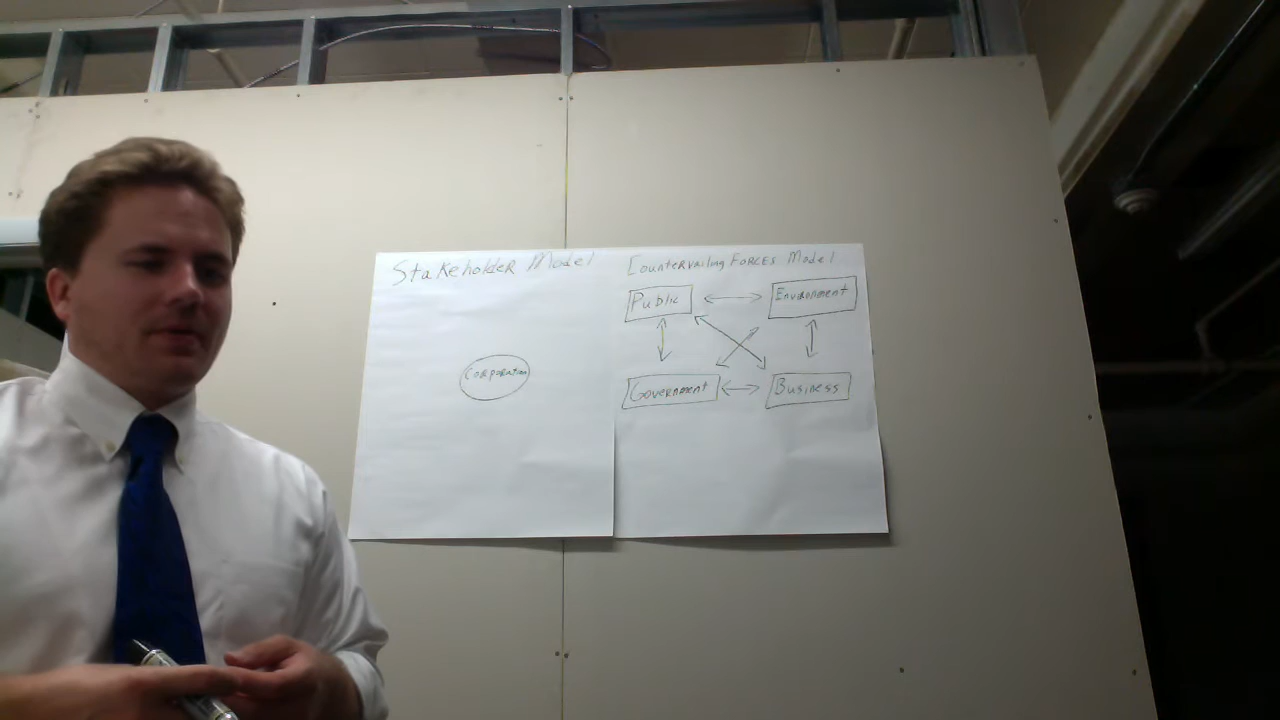 Stakeholder Model
Corporation
Countervailing Forces Model
Public
Environment
Government
Business